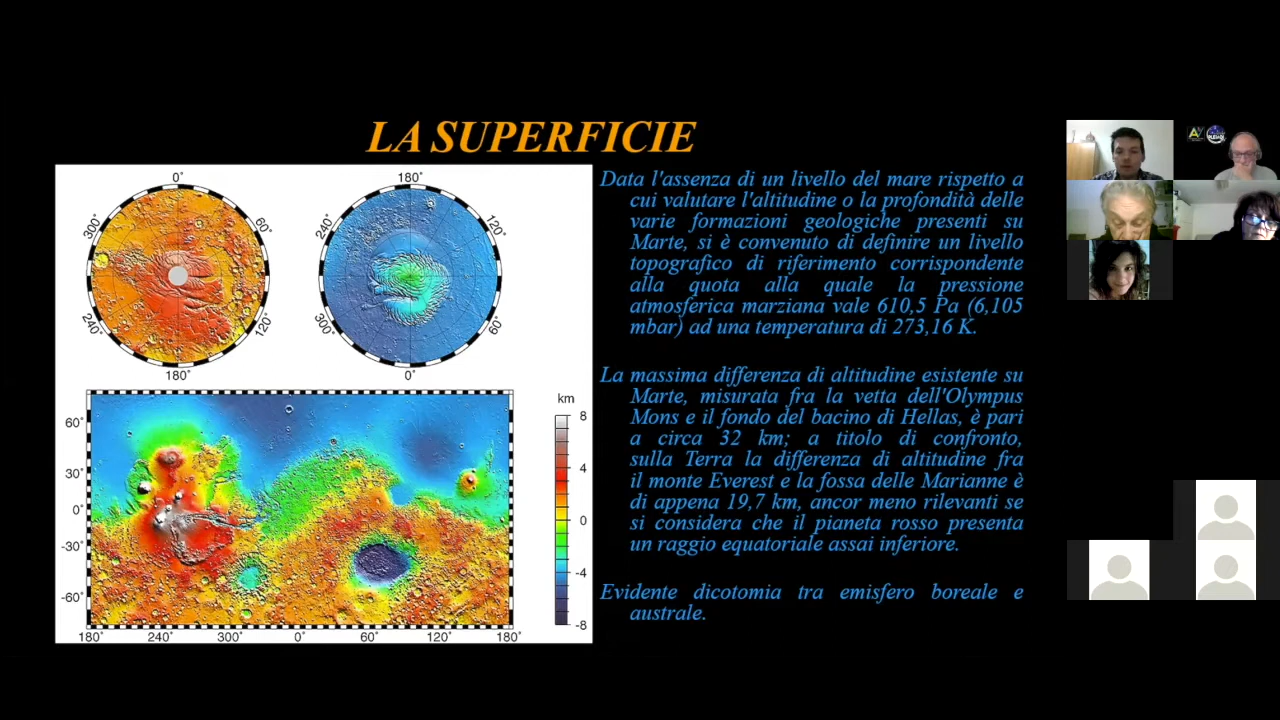 LA SUPERFICIE
0° 180°
300° 60° 240° 120°
240° 120° 300° 60°
180° 0°
km
60° 8
30° 4
0° 0
-30° -4
-60° -8
180° 240° 300° 0° 60° 120° 180°
Data l'assenza di un livello del mare rispetto a
cui valutare l'altitudine o la profondità delle
varie formazioni geologiche presenti su
Marte, si è convenuto di definire un livello
topografico di riferimento corrispondente
alla quota alla quale la pressione
atmosferica marziana vale 610,5 Pa (6,105
mbar) ad una temperatura di 273,16 K.
La massima differenza di altitudine esistente su
Marte, misurata fra la vetta dell'Olympus
Mons e il fondo del bacino di Hellas, è pari
a circa 32 km; a titolo di confronto,
sulla Terra la differenza di altitudine fra
il monte Everest e la fossa delle Marianne è
di appena 19,7 km, ancor meno rilevanti se
si considera che il pianeta rosso presenta
un raggio equatoriale assai inferiore.
Evidente dicotomia tra emisfero boreale e
australe.